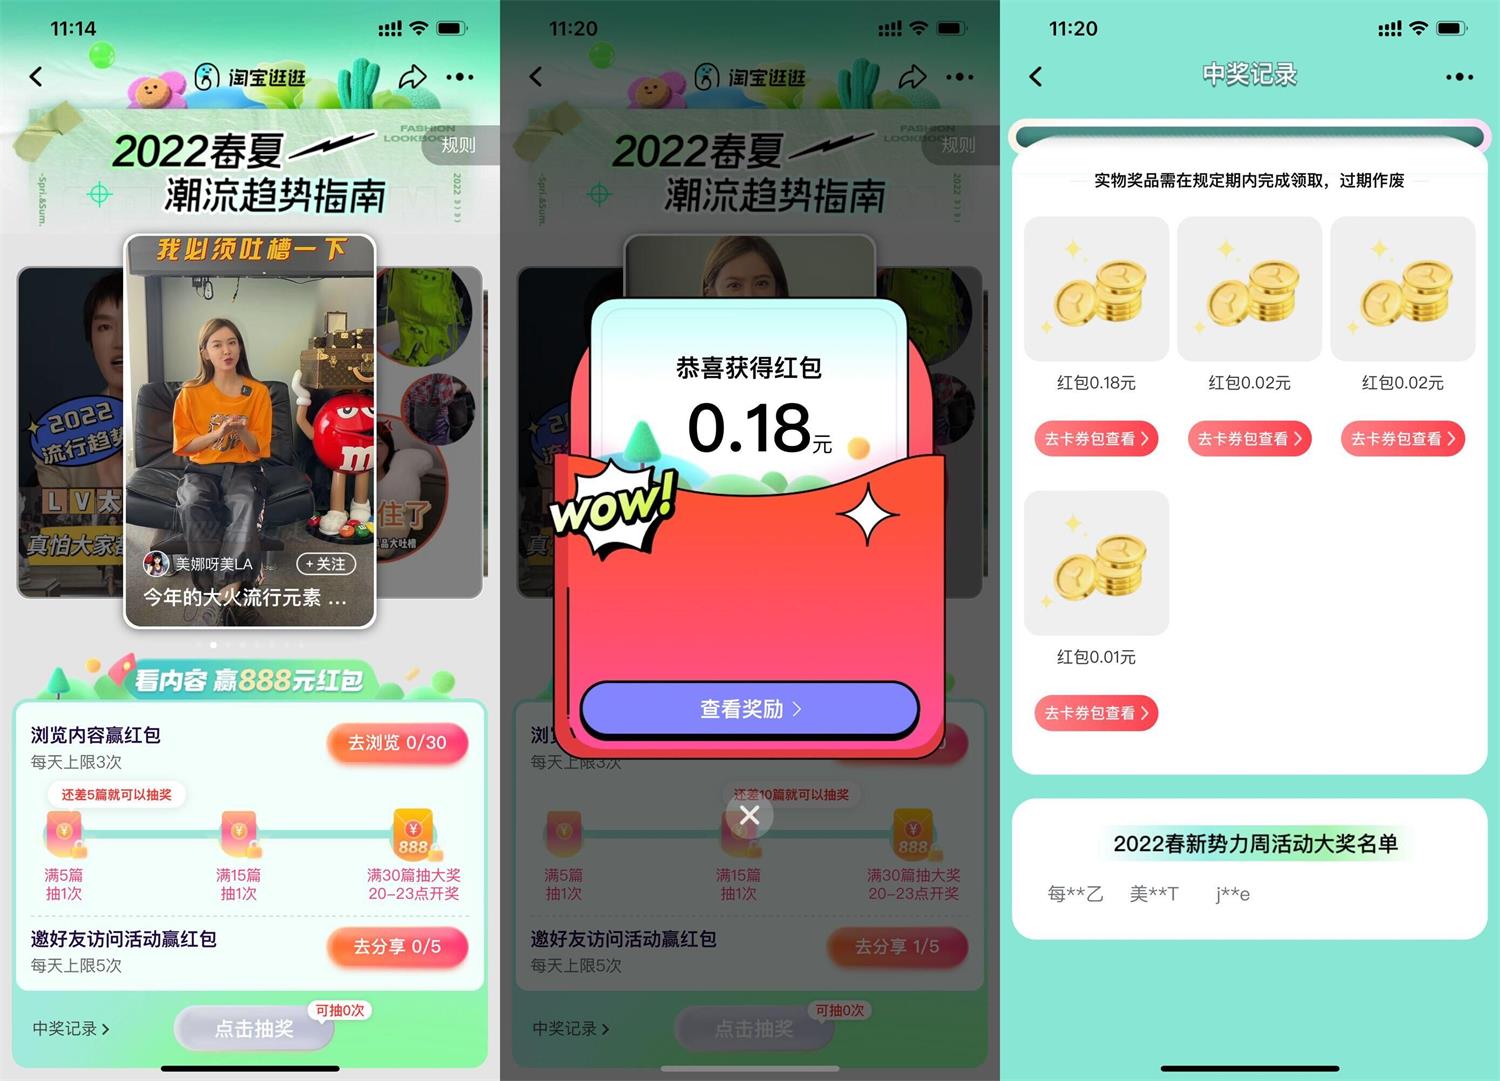 11:14
淘宝逛逛
FASHION
LOOKBOOK
规则
2022春夏
潮流趋势指南
-Spri.&Sum.
2022
我必须吐槽一下
2022
流行趋势
LV太
真怕大家都
住了
品大吐槽
美娜呀美LA
+关注
今年的大火流行元素 ...
看内容 赢888元红包
浏览内容赢红包
每天上限3次
去浏览 0/30
还差5篇就可以抽奖
888
满5篇
抽1次
满15篇
抽1次
满30篇抽大奖
20-23点开奖
邀好友访问活动赢红包
每天上限5次
去分享 0/5
可抽0次
中奖记录
点击抽奖
11:20
淘宝逛逛
FASHION
LOOKBOOK
规则
2022春夏
潮流趋势指南
-Spri.&Sum.
2022
恭喜获得红包
0.18元
WOW!
查看奖励
浏
每天上限3次
还差10篇就可以抽奖
888
满5篇
抽1次
满15篇
抽1次
满30篇抽大奖
20-23点开奖
邀好友访问活动赢红包
每天上限5次
去分享 1/5
可抽0次
中奖记录
点击抽奖
11:20
中奖记录
实物奖品需在规定期内完成领取，过期作废
红包0.18元
红包0.02元
红包0.02元
去卡券包查看
去卡券包查看
去卡券包查看
红包0.01元
去卡券包查看
2022春新势力周活动大奖名单
每**乙 美**T j**e